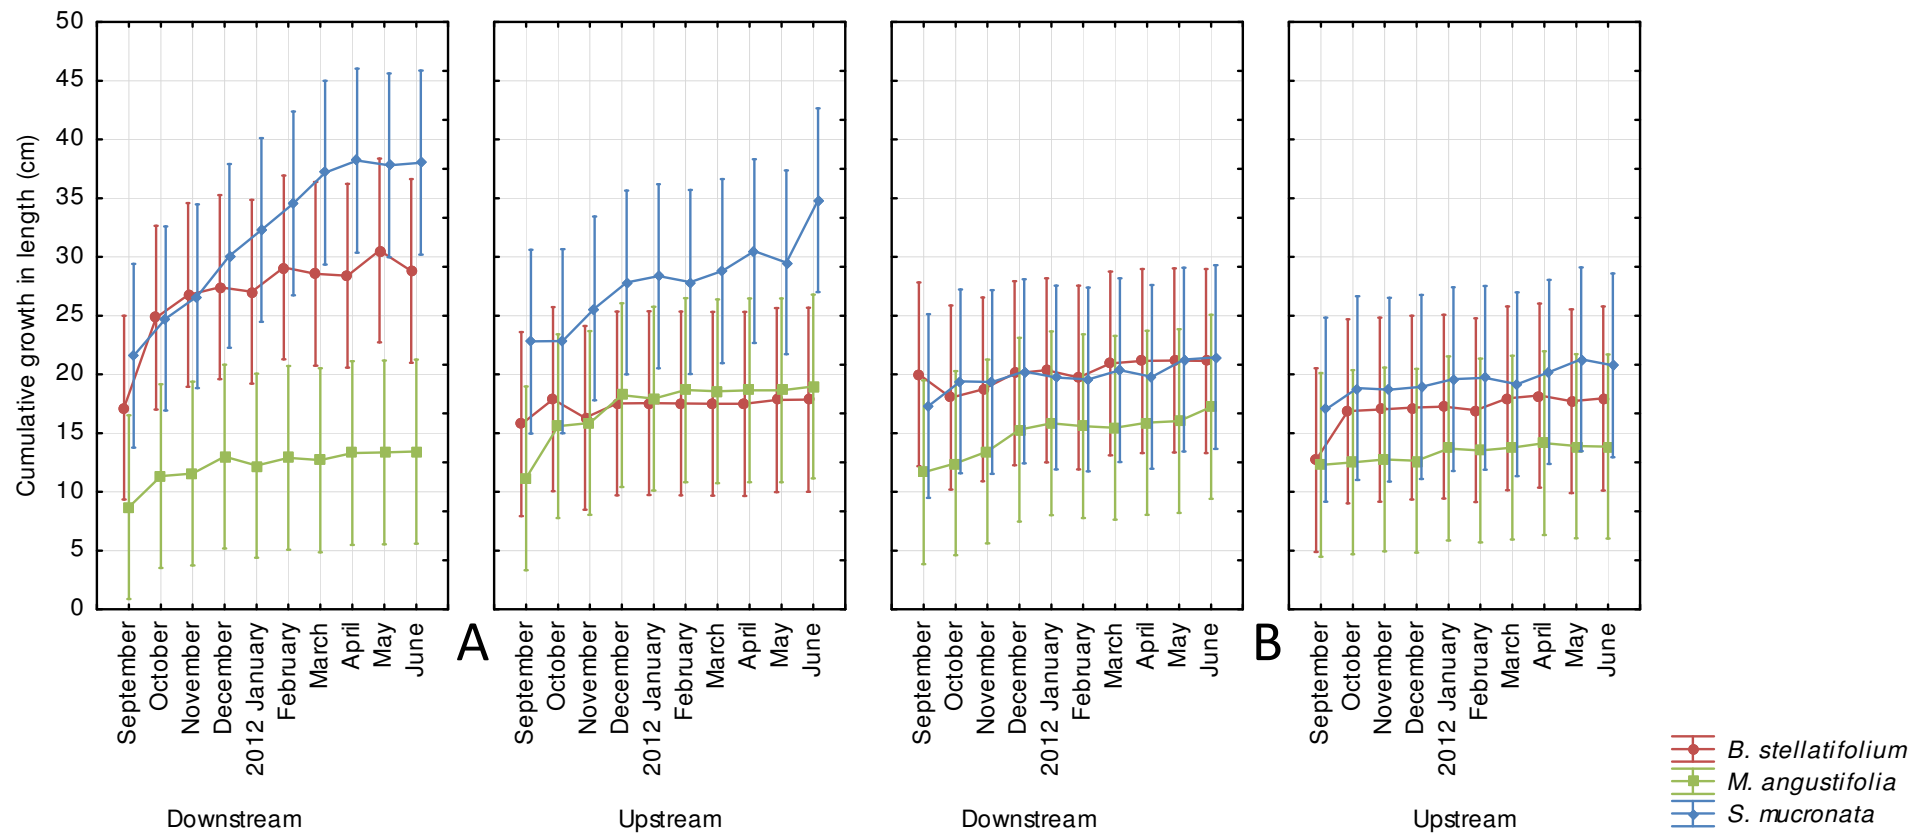 Cumulative growth in length (cm)
50
45
40
35
30
25
20
15
10
5
0
September
October
November
December
2012 January
February
March
April
May
June
Downstream
A
September
October
November
December
2012 January
February
March
April
May
June
Upstream
September
October
November
December
2012 January
February
March
April
May
June
Downstream
B
September
October
November
December
2012 January
February
March
April
May
June
Upstream
B. stellatifolium
M. angustifolia
S. mucronata